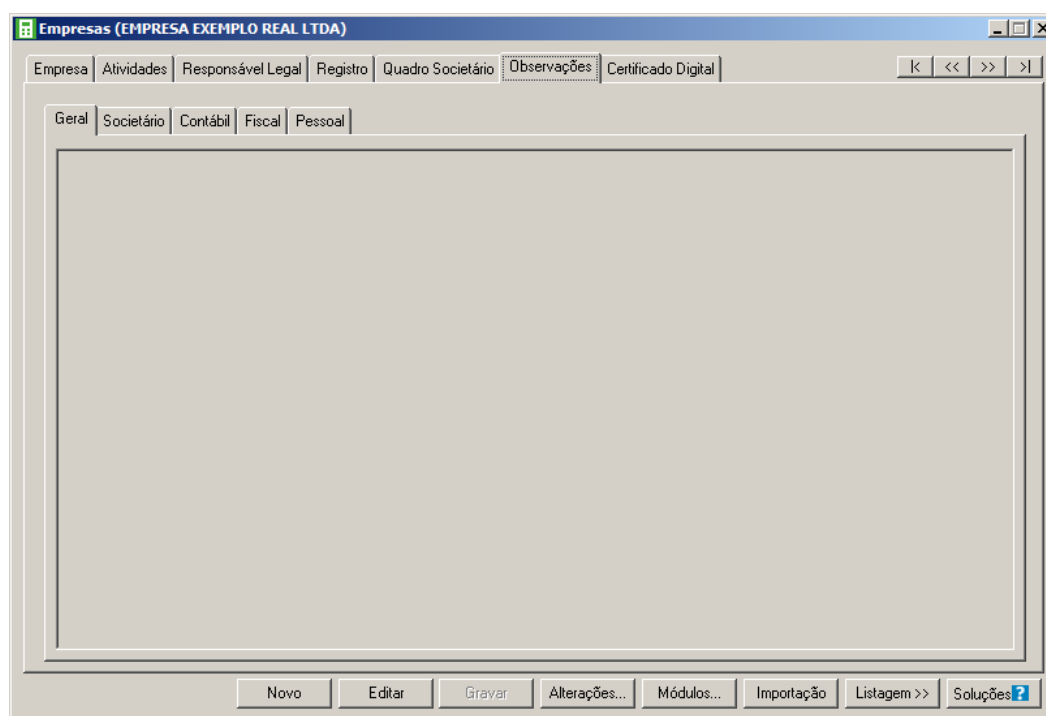 Empresas (EMPRESA EXEMPLO REAL LTDA)
Empresa Atividades Responsável Legal Registro Quadro Societário Observações Certificado Digital |< << >> >|
Geral Societário Contábil Fiscal Pessoal
Novo Editar Gravar Alterações... Módulos... Importação Listagem >> Soluções?